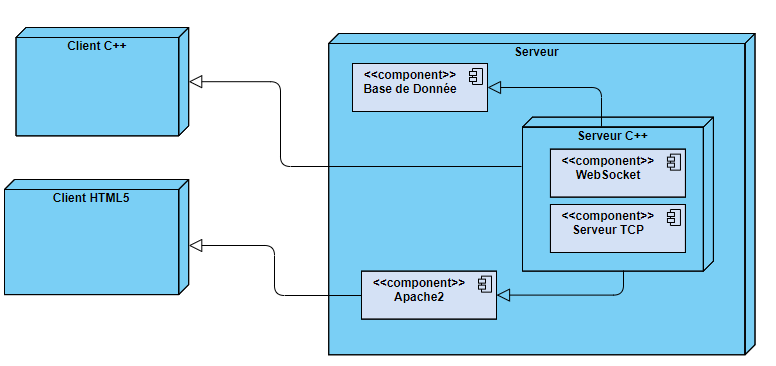 Client C++
Serveur
<<component>>
Base de Donnée
Serveur C++
<<component>>
WebSocket
<<component>>
Serveur TCP
Client HTML5
<<component>>
Apache2